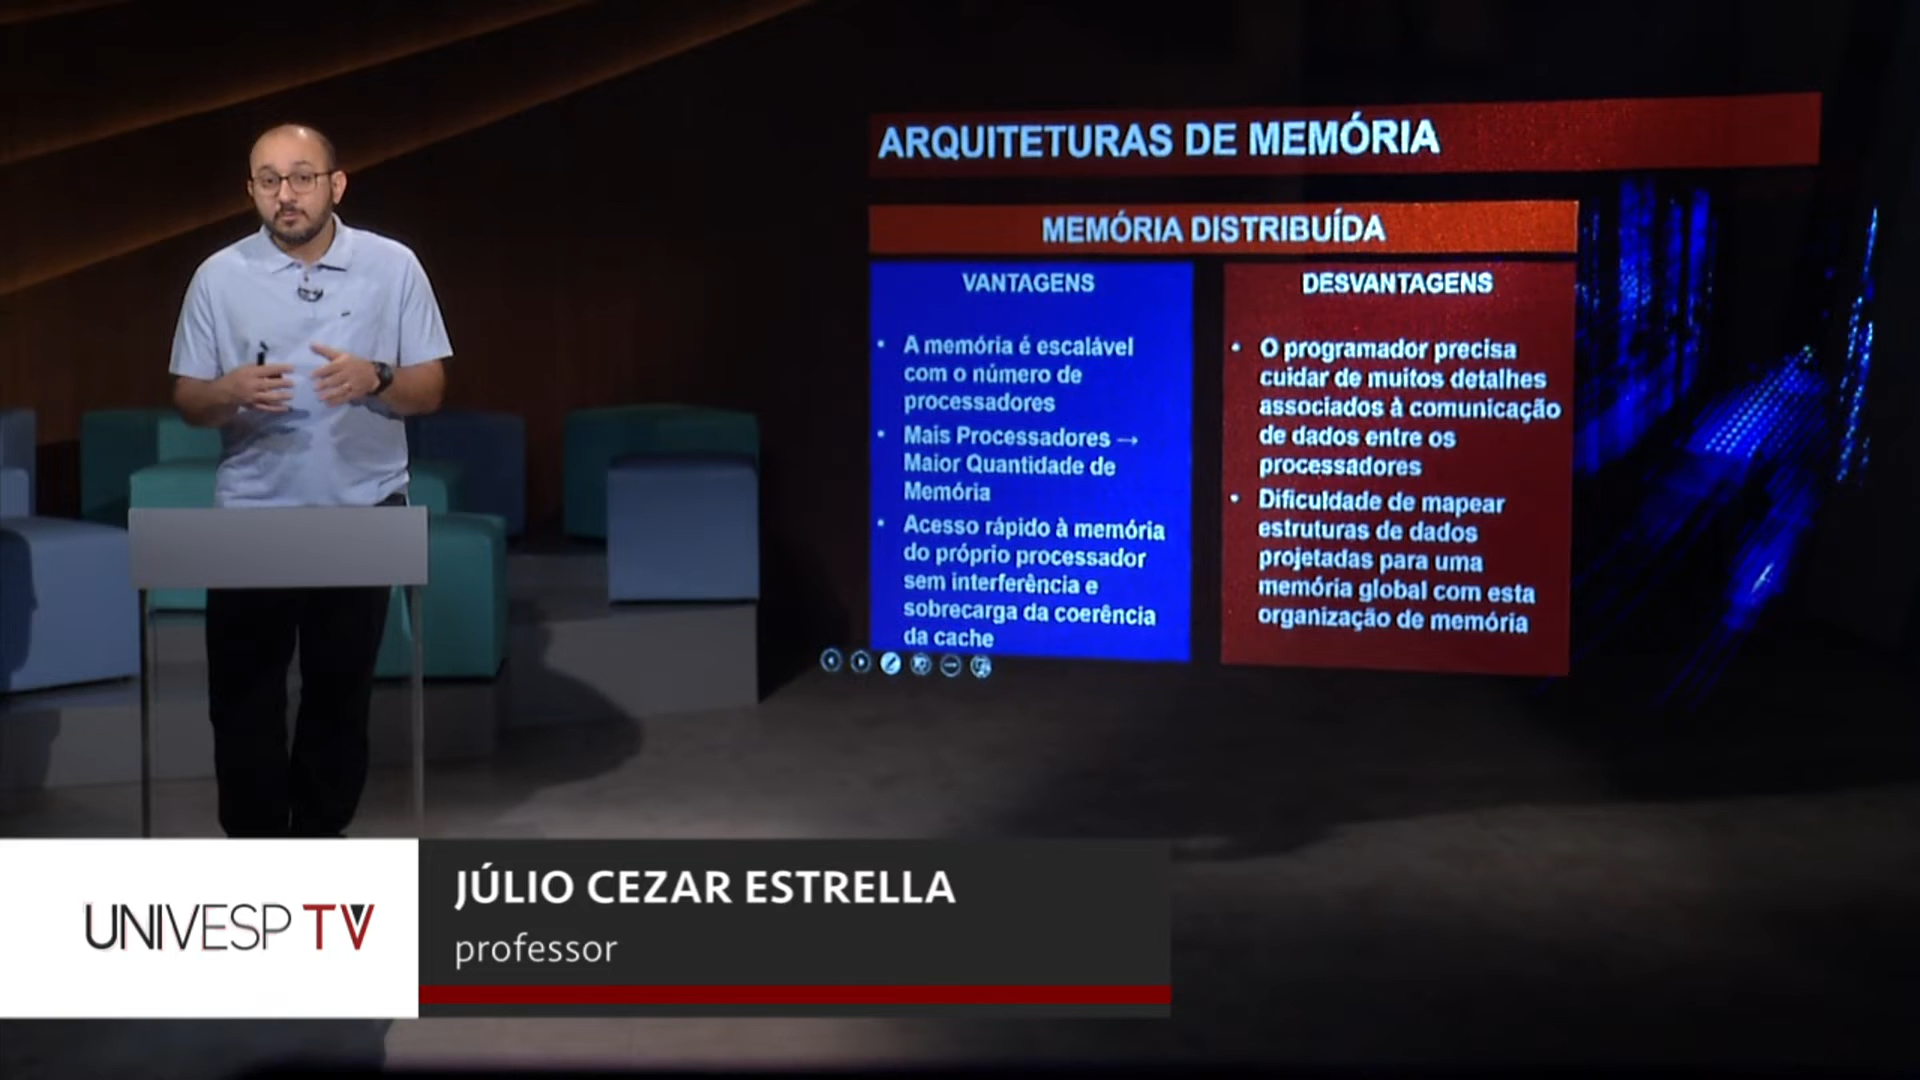 ARQUITETURAS DE MEMÓRIA
MEMÓRIA DISTRIBUÍDA
VANTAGENS
• A memória é escalável
com o número de
processadores
• Mais Processadores →
Maior Quantidade de
Memória
• Acesso rápido à memória
do próprio processador
sem interferência e
sobrecarga da coerência
da cache
DESVANTAGENS
• O programador precisa
cuidar de muitos detalhes
associados à comunicação
de dados entre os
processadores
• Dificuldade de mapear
estruturas de dados
projetadas para uma
memória global com esta
organização de memória
UNIVESP TV
JÚLIO CEZAR ESTRELLA
professor